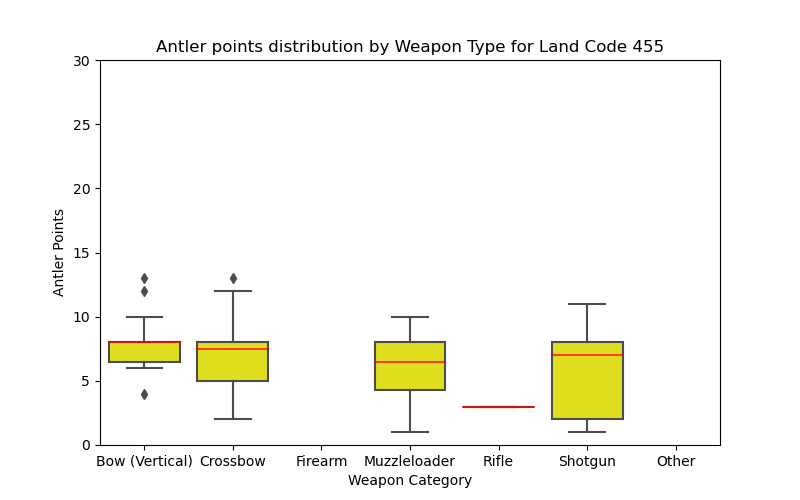 Antler points distribution by Weapon Type for Land Code 455
30
25
20
15
10
5
0
Antler Points
Bow (Vertical) Crossbow Firearm Muzzleloader Rifle Shotgun Other
Weapon Category